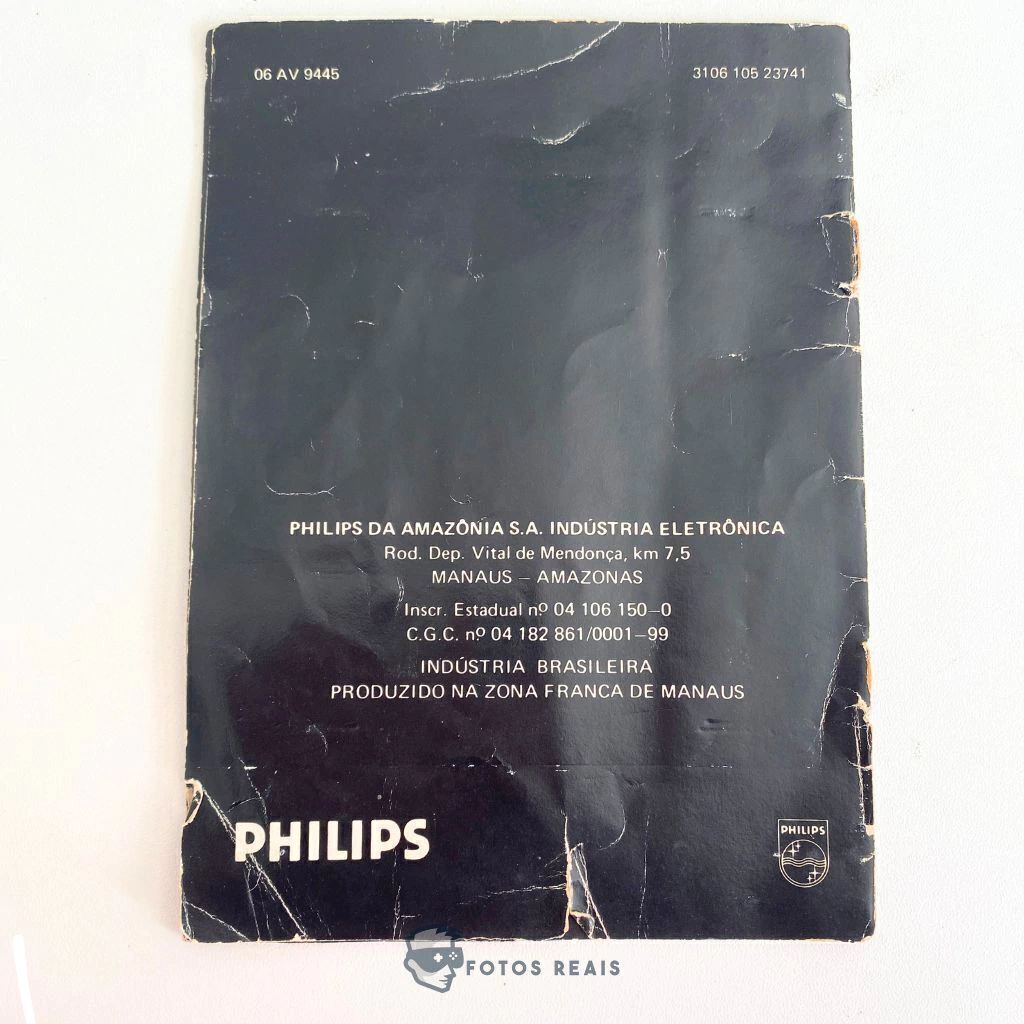 06 AV 9445
3106 105 23741
PHILIPS DA AMAZÔNIA S.A. INDÚSTRIA ELETRÔNICA
Rod. Dep. Vital de Mendonça, km 7,5
MANAUS – AMAZONAS
Inscr. Estadual nº 04 106 150–0
C.G.C. nº 04 182 861/0001–99
INDÚSTRIA BRASILEIRA
PRODUZIDO NA ZONA FRANCA DE MANAUS
PHILIPS
PHILIPS
FOTOS REAIS